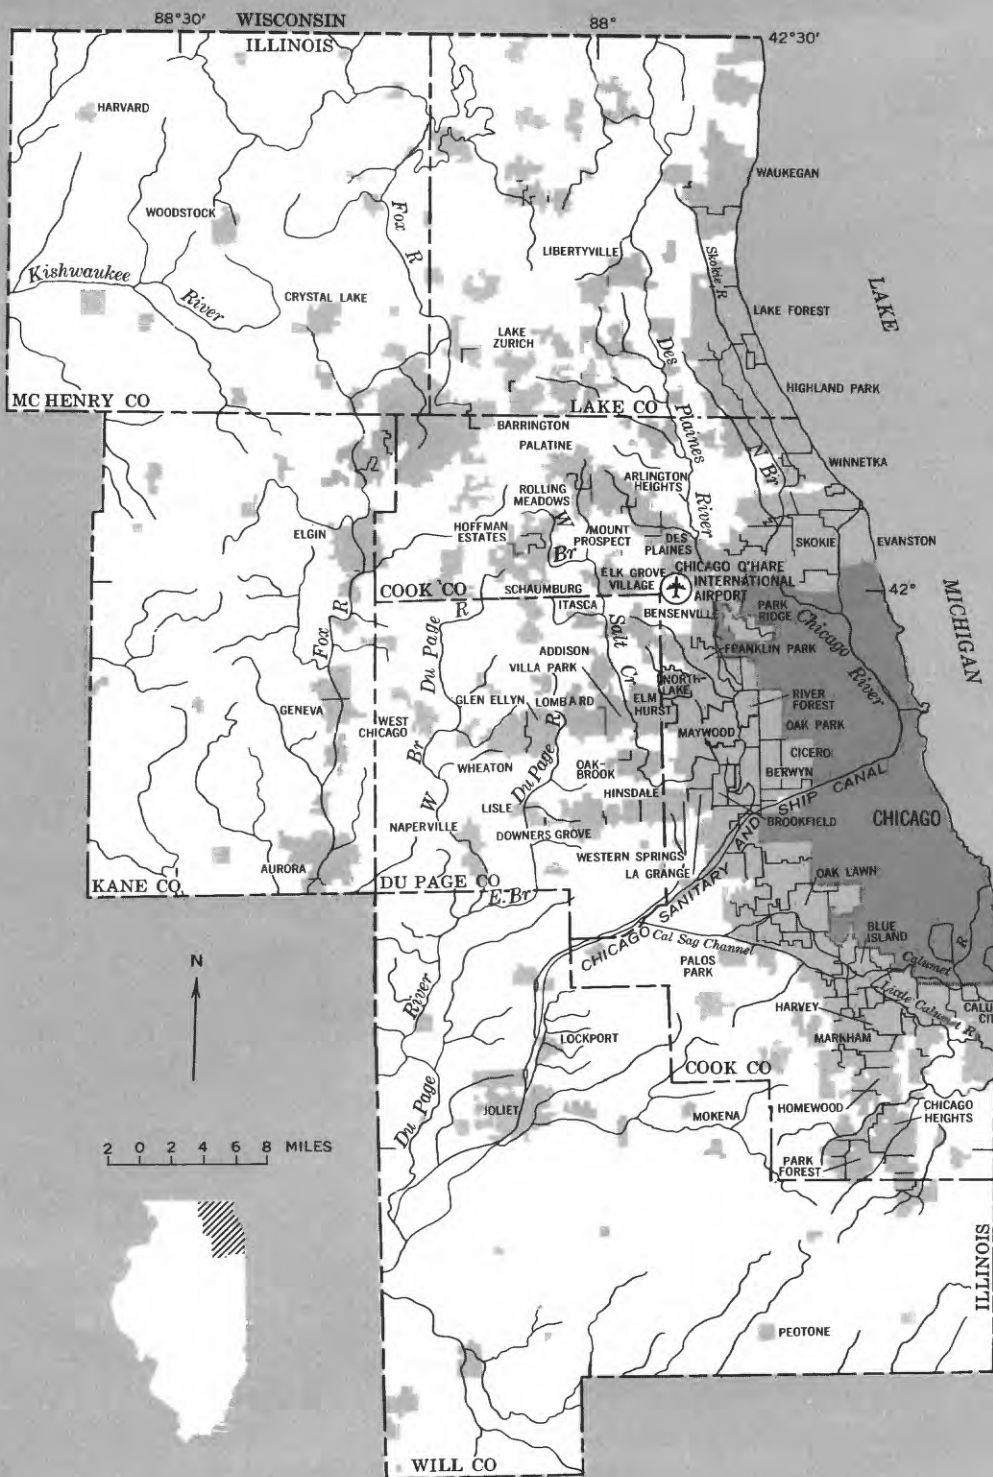 88°30'
WISCONSIN
88°
ILLINOIS
42°30'
HARVARD
WAUKEGAN
WOODSTOCK
Fox R
LIBERTYVILLE
Skokie R
Kishwaukee River
CRYSTAL LAKE
LAKE MICHIGAN
LAKE FOREST
LAKE
ZURICH
Des Plaines River
HIGHLAND PARK
MC HENRY CO
LAKE CO
BARRINGTON
PALATINE
N Br
WINNETKA
ARLINGTON
HEIGHTS
ROLLING
MEADOWS
W Br
HOFFMAN
ESTATES
MOUNT
PROSPECT
ELGIN
DES
PLAINES
SKOKIE
EVANSTON
ELK GROVE
VILLAGE
CHICAGO O'HARE
INTERNATIONAL
AIRPORT
42°
COOK CO
SCHAUMBURG
ITASCA
BENSENVILLE
PARK
RIDGE
Chicago River
Fox R
Du Page R
Salt Cr
ADDISON
VILLA PARK
FRANKLIN PARK
NORTH-
LAKE
GLEN ELLYN
LOMBARD
ELM
HURST
RIVER
FOREST
GENEVA
WEST
CHICAGO
MAYWOOD
OAK PARK
CICERO
W Br
WHEATON
Du Page R
OAK-
BROOK
BERWYN
HINSDALE
LISLE
BROOKFIELD
CHICAGO
NAPERVILLE
DOWNERS GROVE
WESTERN SPRINGS
LA GRANGE
AURORA
KANE CO
DU PAGE CO
E. Br
OAK LAWN
CHICAGO SANITARY AND SHIP CANAL
BLUE
ISLAND
Cal Sag Channel
Calumet R
N
PALOS
PARK
Little Calumet R
HARVEY
CALU
CIT
LOCKPORT
MARKHAM
COOK CO
Du Page River
JOLIET
MOKENA
HOMEWOOD
CHICAGO
HEIGHTS
2 0 2 4 6 8 MILES
PARK
FOREST
ILLINOIS
PEOTONE
WILL CO